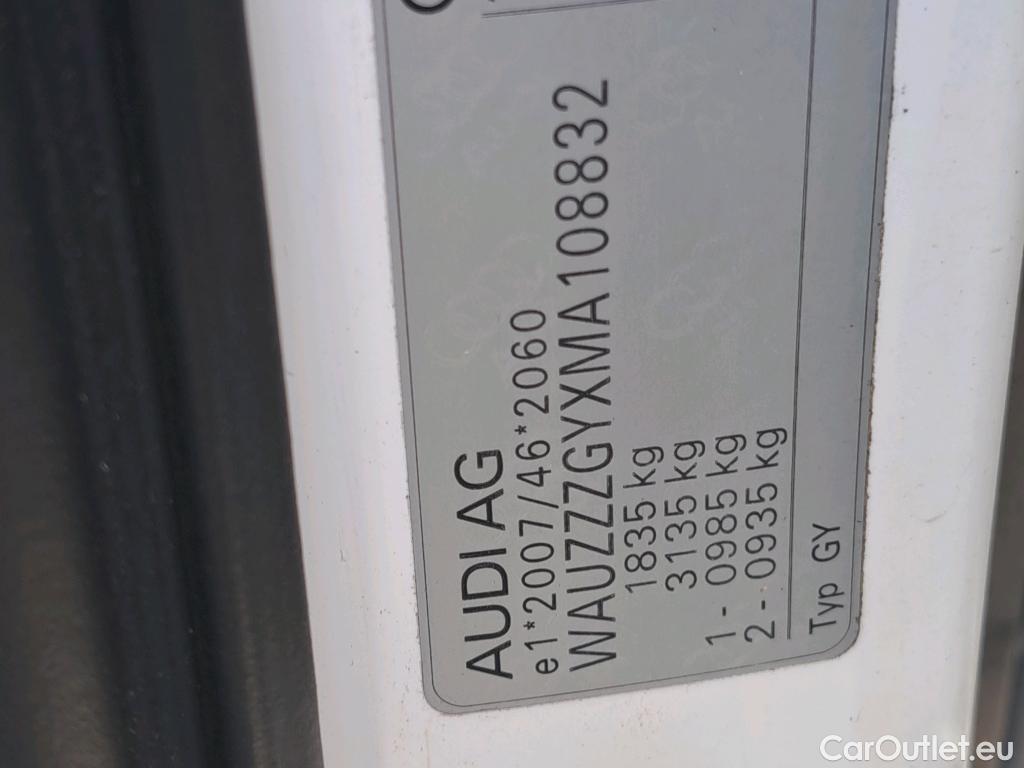 AUDI AG
e1*2007/46*2060
WAUZZZGYXMA108832
1835 kg
3135 kg
1- 0985 kg
2- 0935 kg
Typ GY
CarOutlet.eu